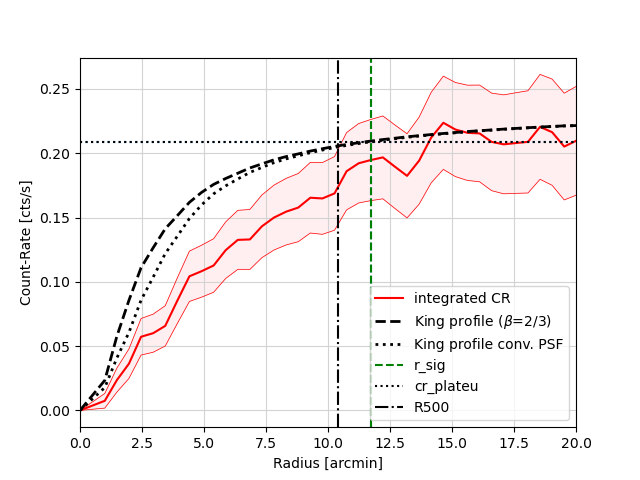 0.25
0.20
0.15
0.10
0.05
0.00
Count-Rate [cts/s]
integrated CR
King profile (β=2/3)
King profile conv. PSF
r_sig
cr_plateu
R500
0.0 2.5 5.0 7.5 10.0 12.5 15.0 17.5 20.0
Radius [arcmin]